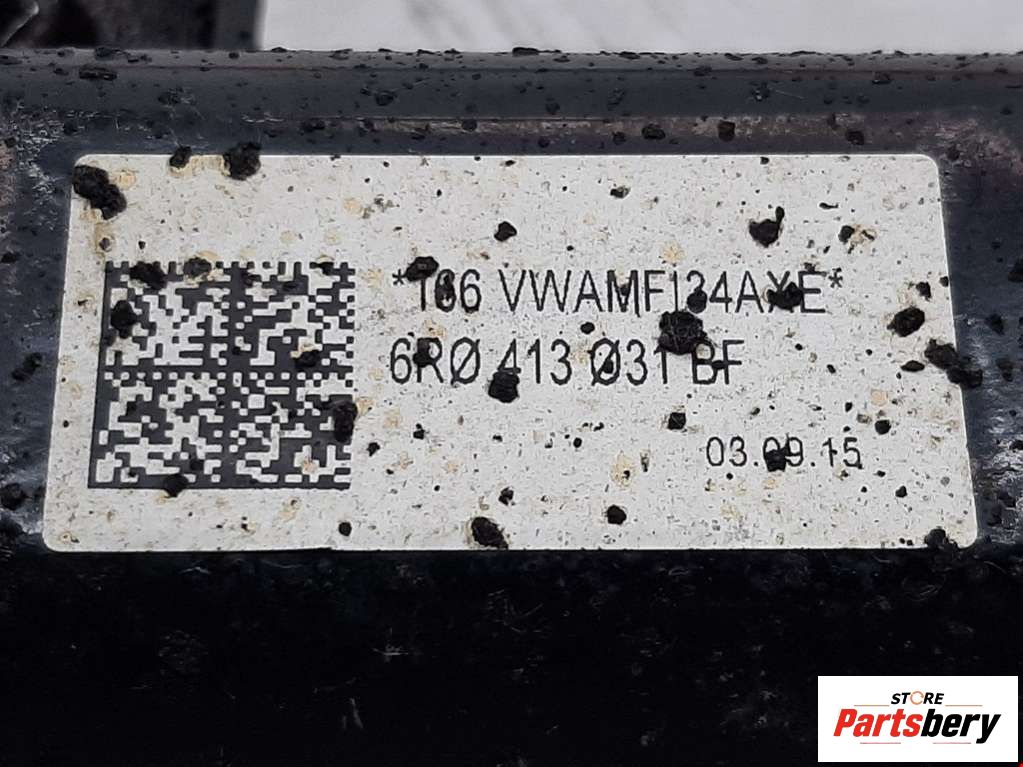 6RØ 413 Ø31 BF
03.09.15
STORE
Partsbery